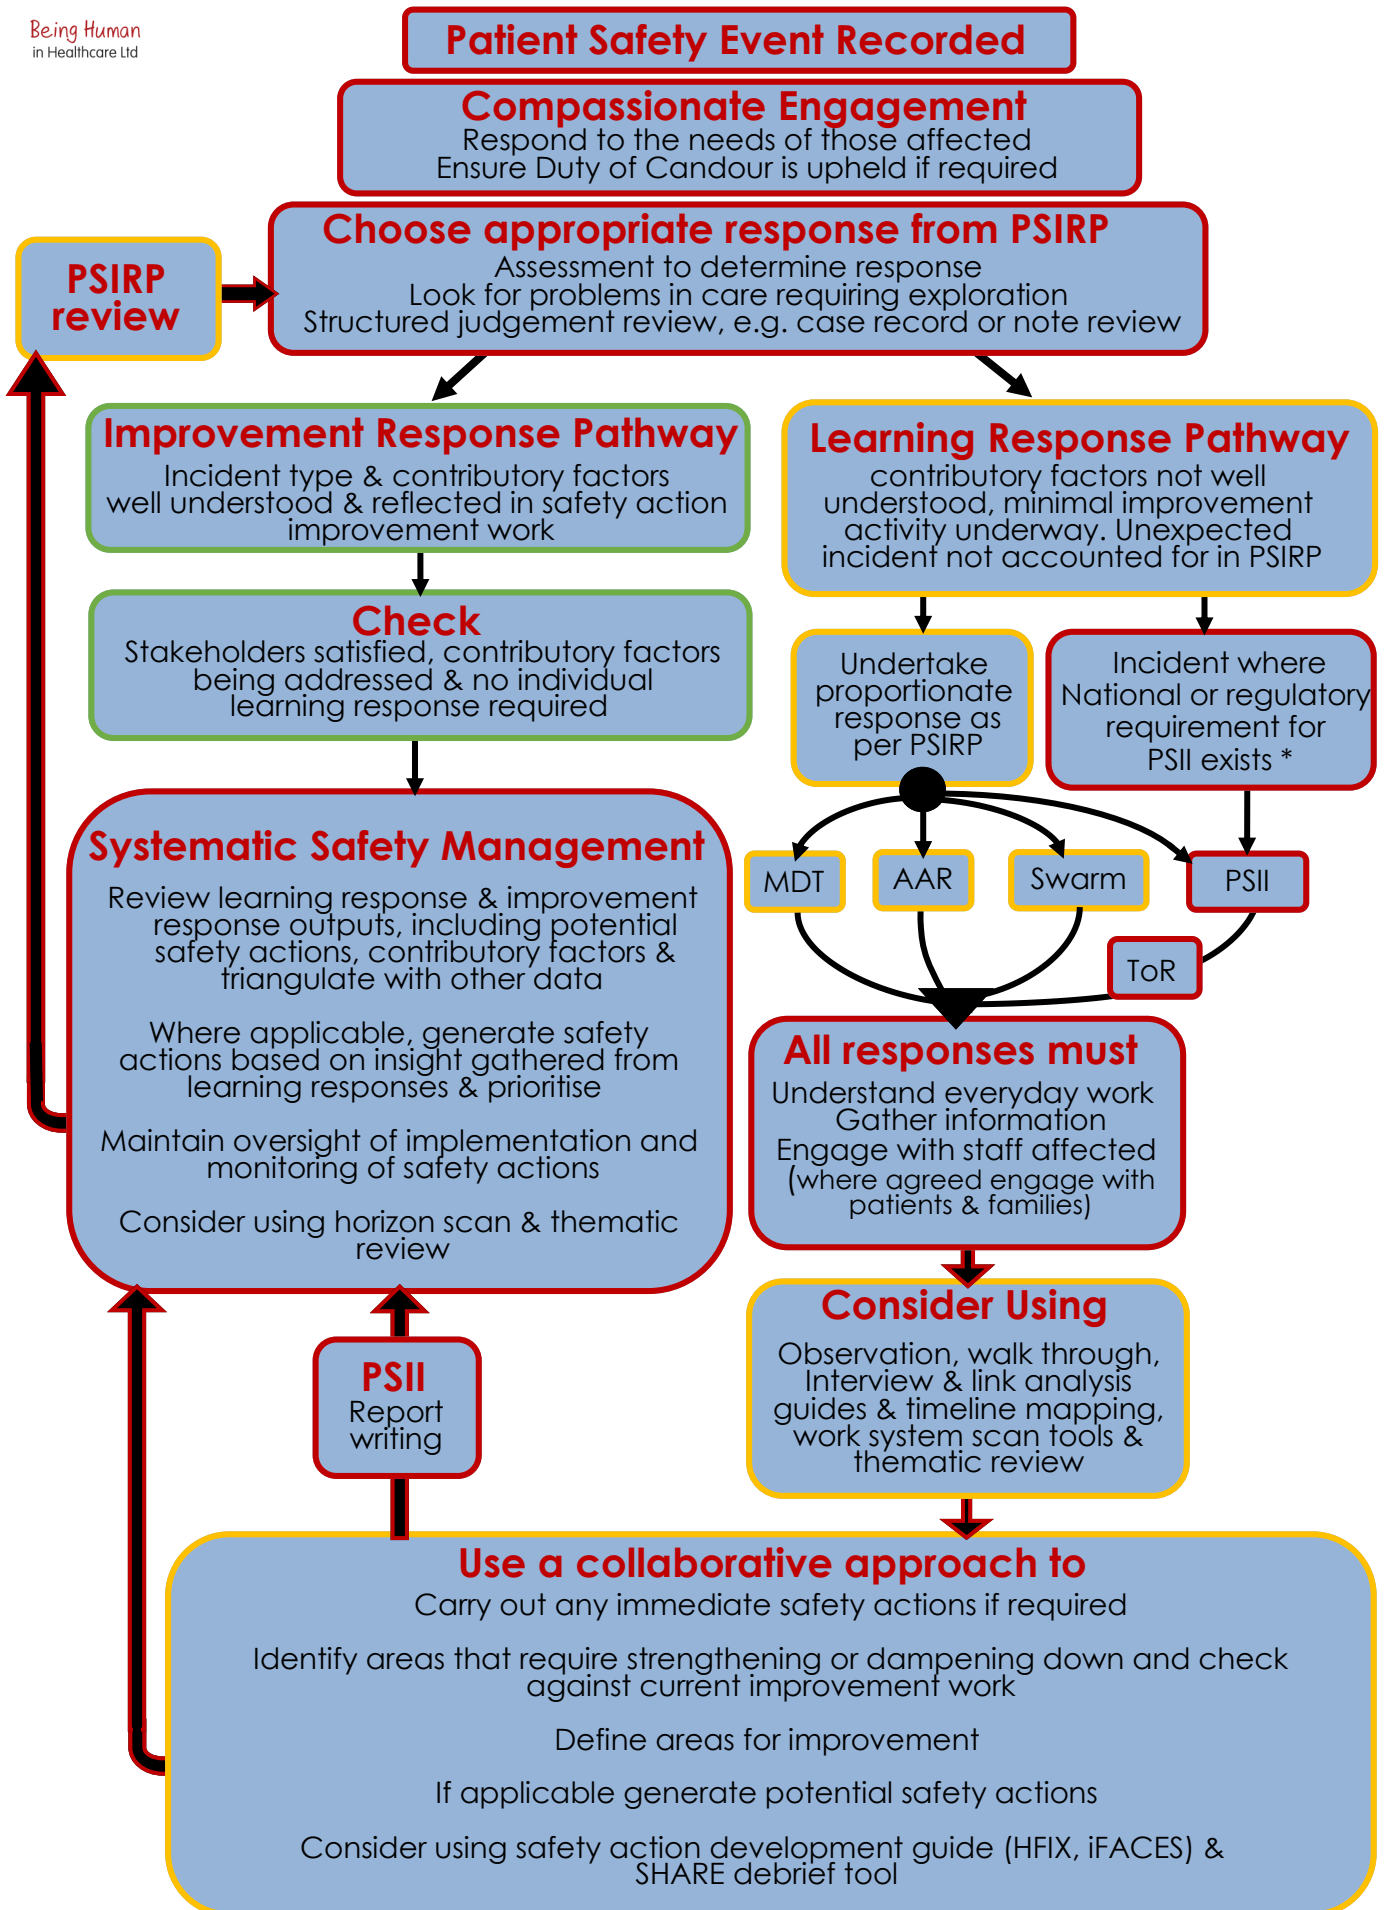 Being Human
in Healthcare Ltd
Patient Safety Event Recorded
Compassionate Engagement
Respond to the needs of those affected
Ensure Duty of Candour is upheld if required
Choose appropriate response from PSIRP
Assessment to determine response
Look for problems in care requiring exploration
Structured judgement review, e.g. case record or note review
PSIRP
review
Improvement Response Pathway
Incident type & contributory factors
well understood & reflected in safety action
improvement work
Learning Response Pathway
contributory factors not well
understood, minimal improvement
activity underway. Unexpected
incident not accounted for in PSIRP
Check
Stakeholders satisfied, contributory factors
being addressed & no individual
learning response required
Undertake
proportionate
response as
per PSIRP
Incident where
National or regulatory
requirement for
PSII exists *
MDT
AAR
Swarm
PSII
ToR
Systematic Safety Management
Review learning response & improvement
response outputs, including potential
safety actions, contributory factors &
triangulate with other data
Where applicable, generate safety
actions based on insight gathered from
learning responses & prioritise
Maintain oversight of implementation and
monitoring of safety actions
Consider using horizon scan & thematic
review
All responses must
Understand everyday work
Gather information
Engage with staff affected
(where agreed engage with
patients & families)
Consider Using
Observation, walk through,
Interview & link analysis
guides & timeline mapping,
work system scan tools &
thematic review
PSII
Report
writing
Use a collaborative approach to
Carry out any immediate safety actions if required
Identify areas that require strengthening or dampening down and check
against current improvement work
Define areas for improvement
If applicable generate potential safety actions
Consider using safety action development guide (HFIX, iFACES) &
SHARE debrief tool